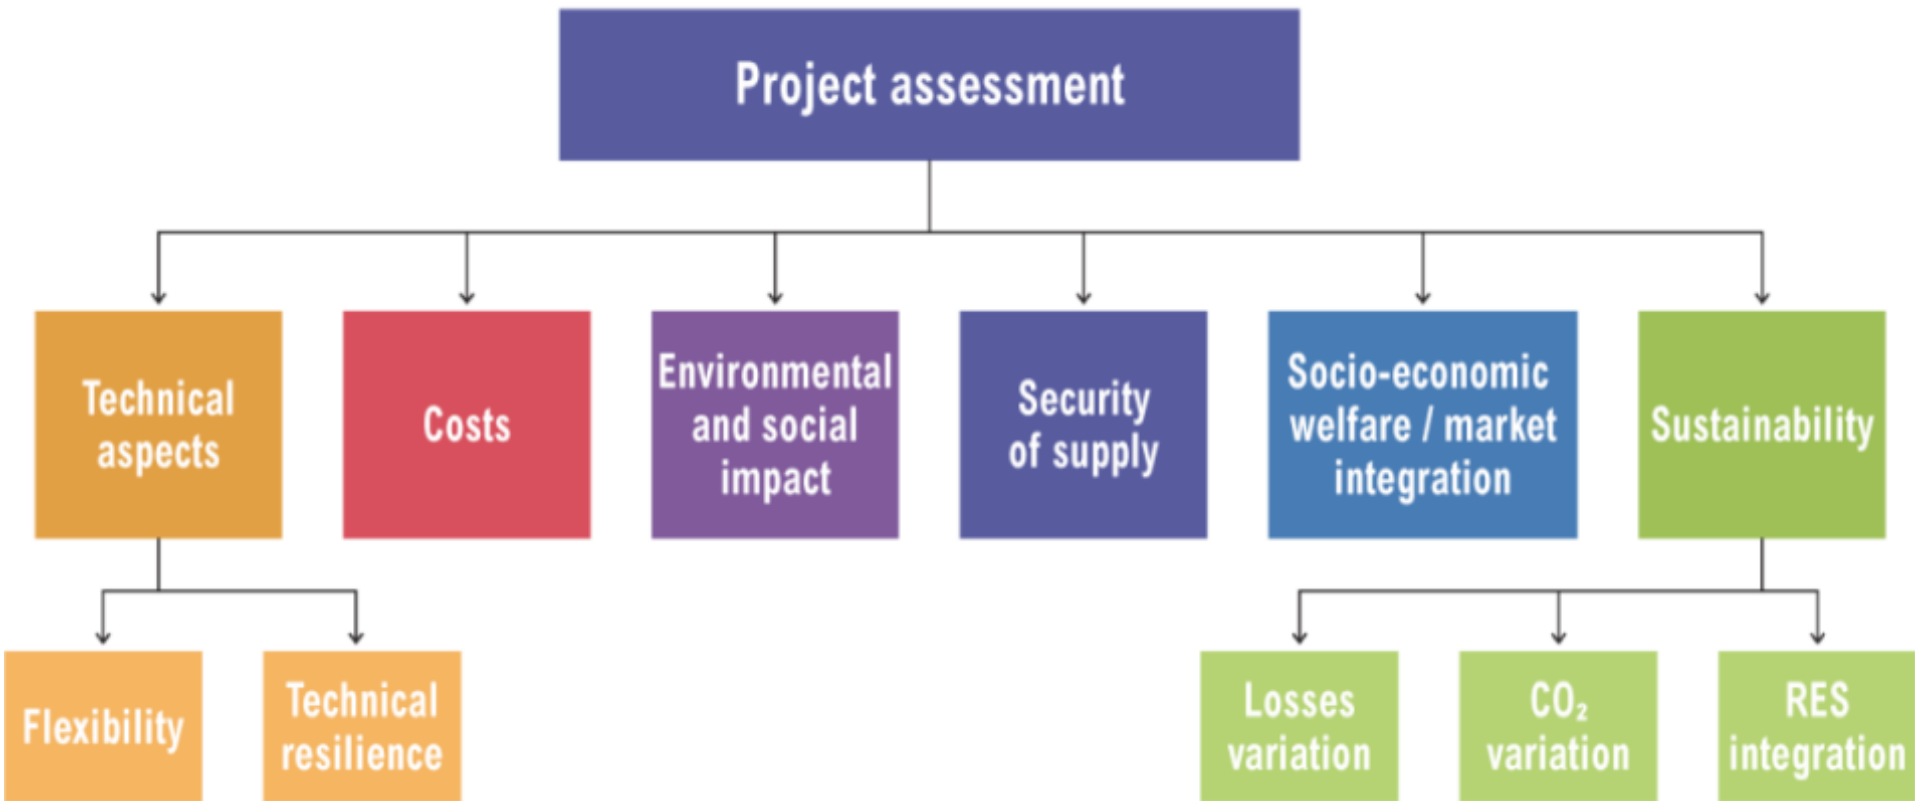 Project assessment
Technical
aspects
Costs
Environmental
and social
impact
Security
of supply
Socio-economic
welfare / market
integration
Sustainability
Flexibility
Technical
resilience
Losses
variation
CO₂
variation
RES
integration